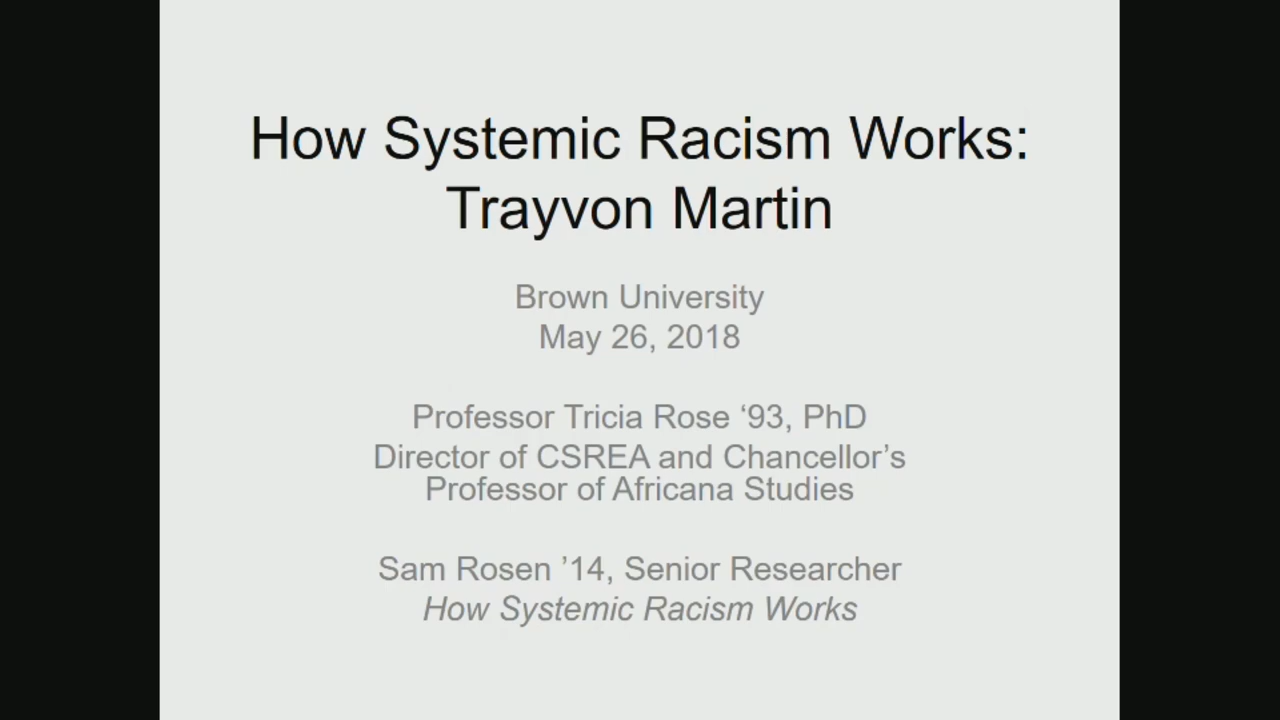 How Systemic Racism Works:
Trayvon Martin
Brown University
May 26, 2018
Professor Tricia Rose ‘93, PhD
Director of CSREA and Chancellor’s
Professor of Africana Studies
Sam Rosen ’14, Senior Researcher
How Systemic Racism Works